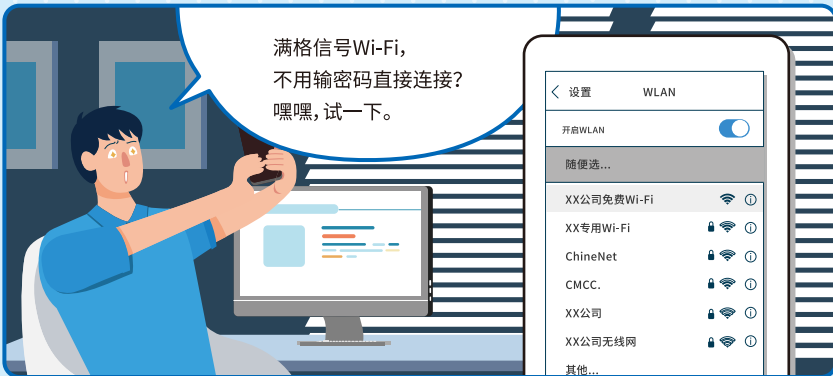 满格信号Wi-Fi，
不用输密码直接连接？
嘿嘿，试一下。
设置 WLAN
开启WLAN
随便选...
XX公司免费Wi-Fi
XX专用Wi-Fi
ChineNet
CMCC.
XX公司
XX公司无线网
其他...